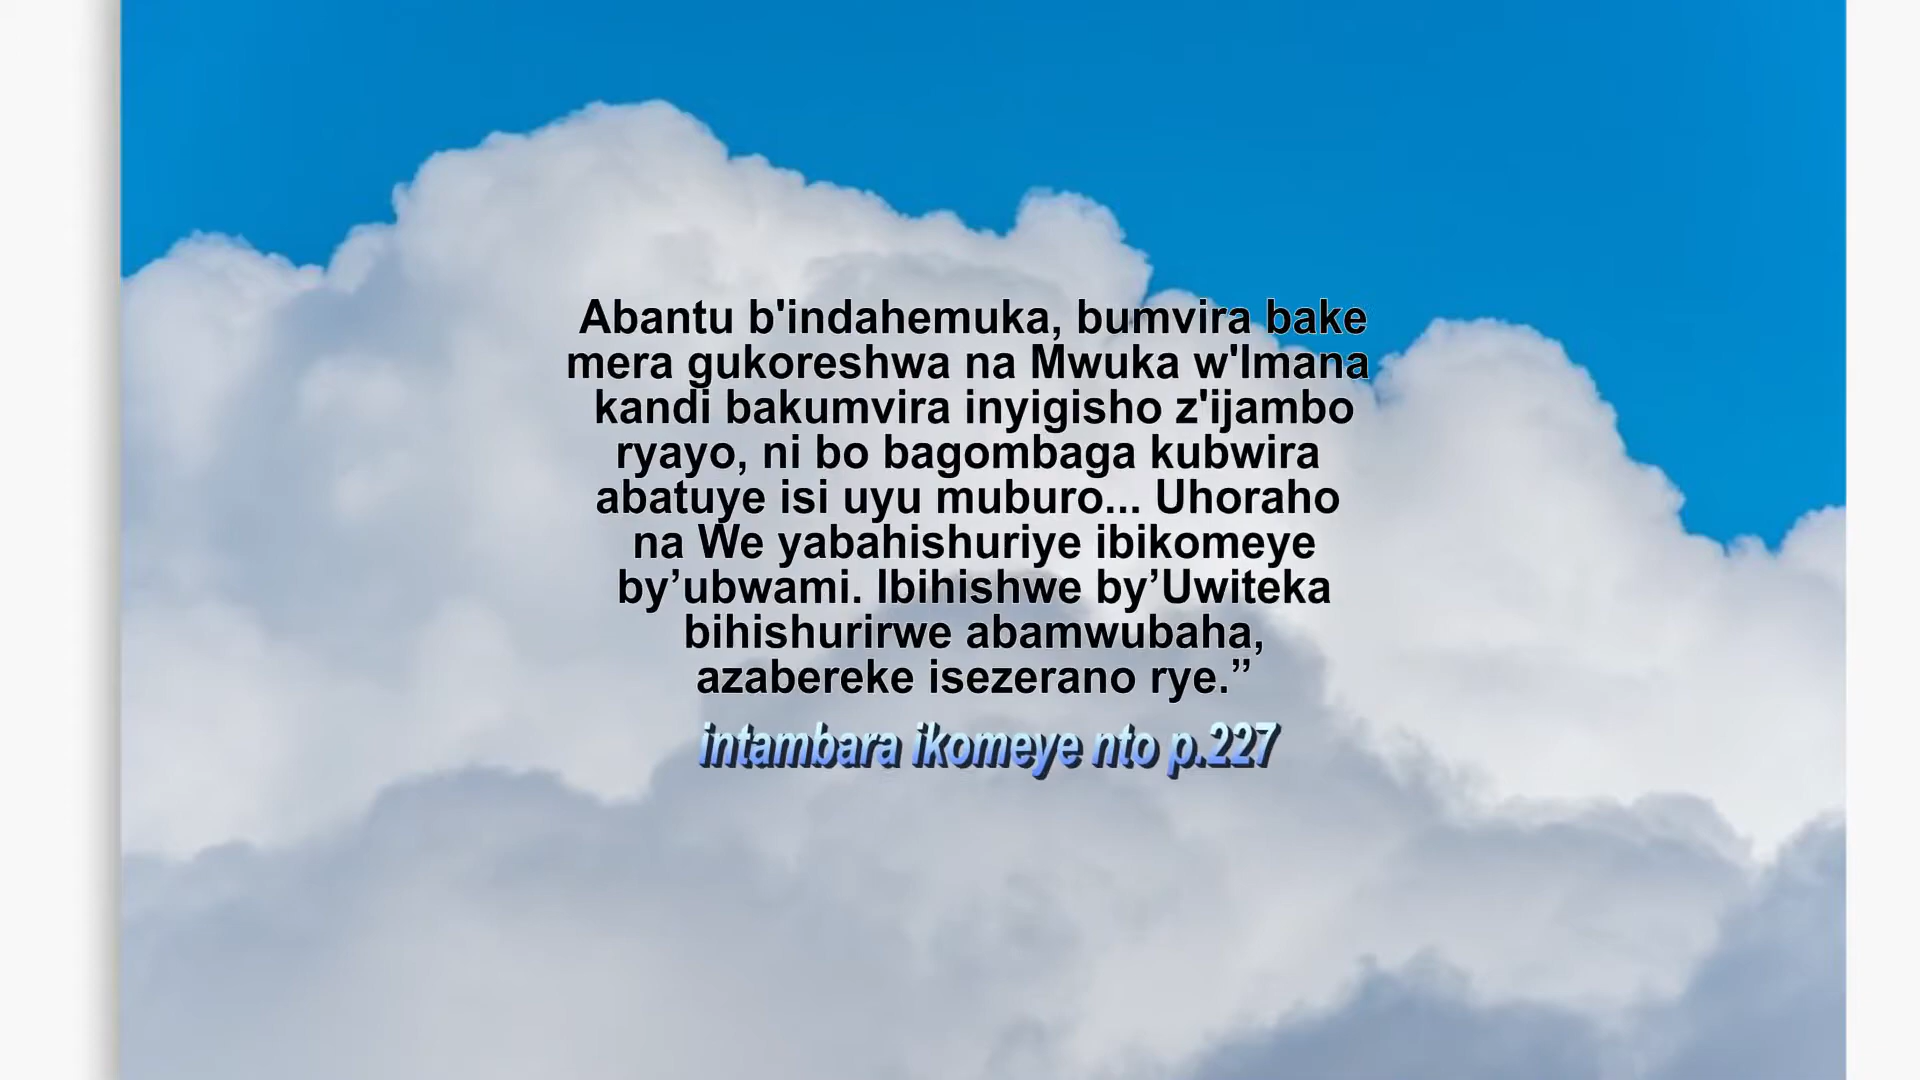 Abantu b'indahemuka, bumvira bake
mera gukoreshwa na Mwuka w'Imana
kandi bakumvira inyigisho z'ijambo
ryayo, ni bo bagombaga kubwira
abatuye isi uyu muburo... Uhoraho
na We yabahishuriye ibikomeye
by’ubwami. Ibihishwe by’Uwiteka
bihishurirwe abamwubaha,
azabereke isezerano rye.”
intambara ikomeye nto p.227